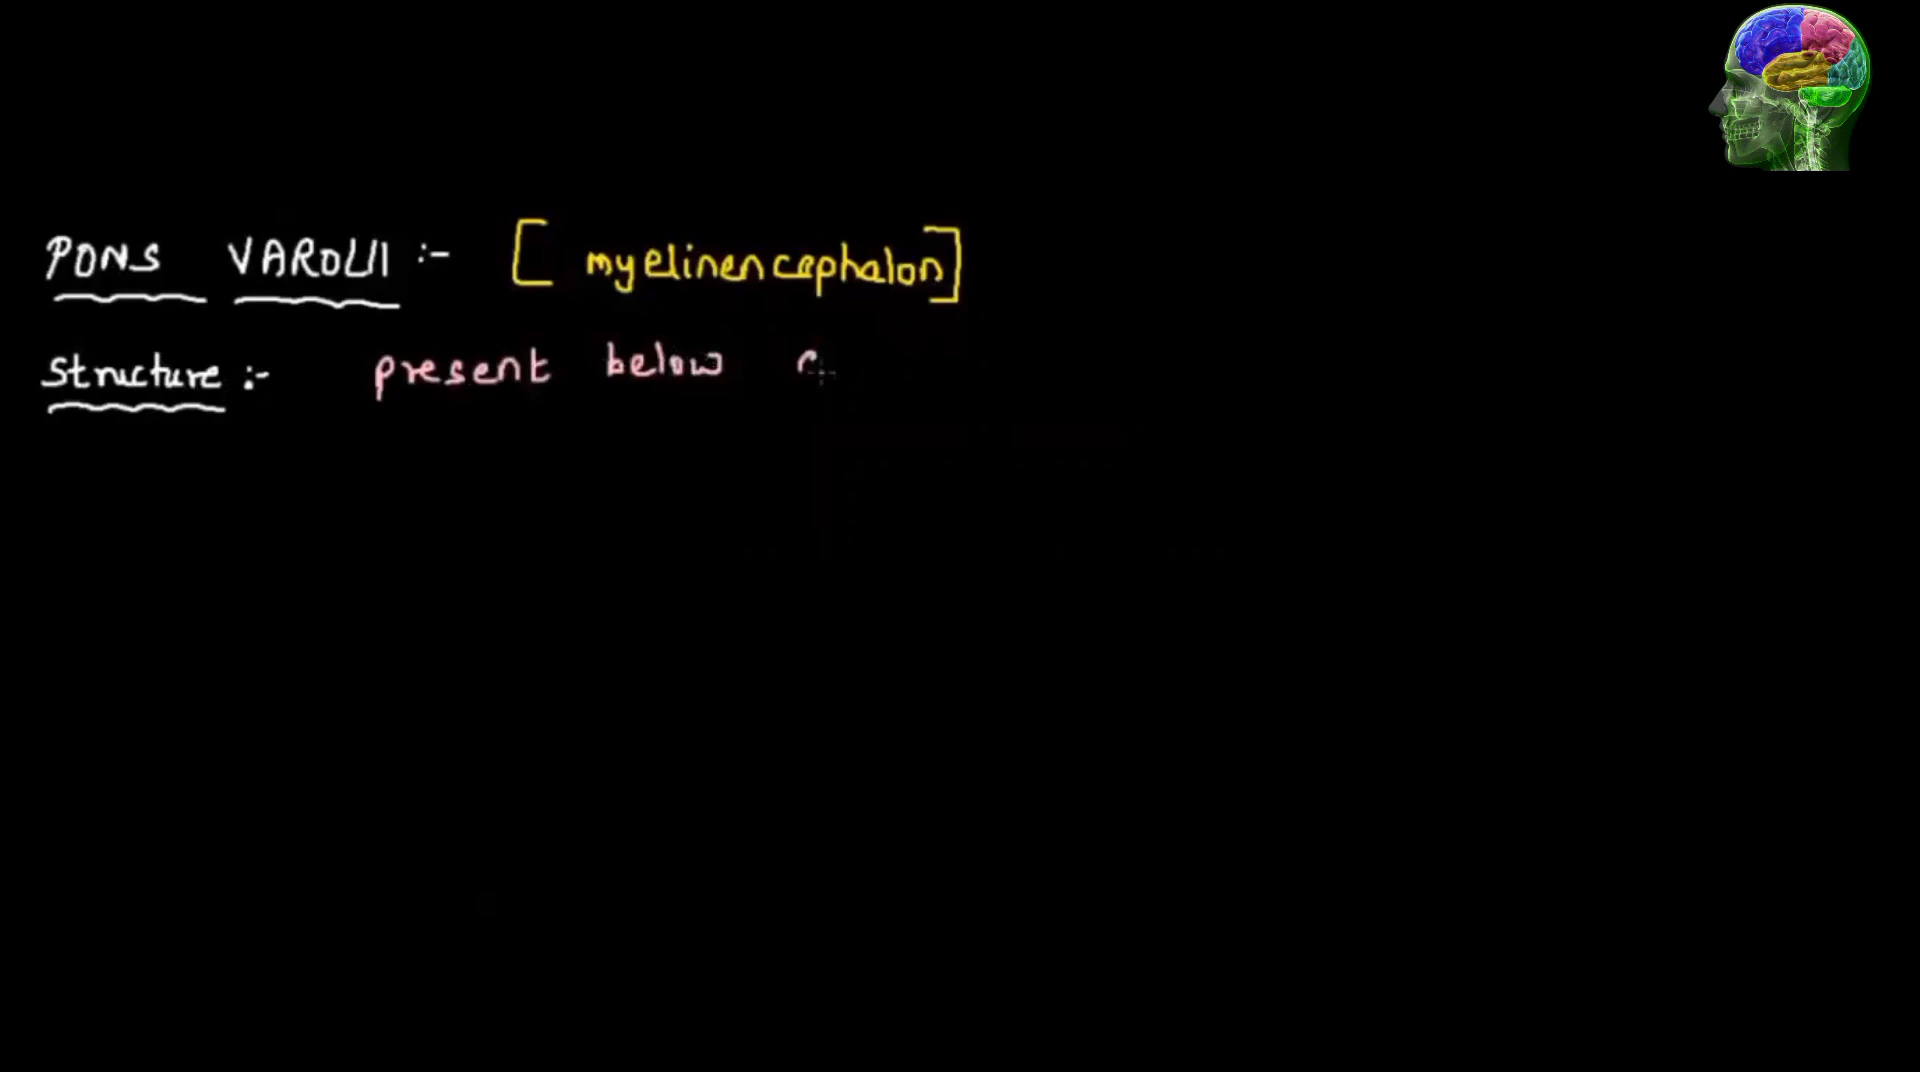 PONS VAROLII :- [ myelinencephalon]
Structure :- present below